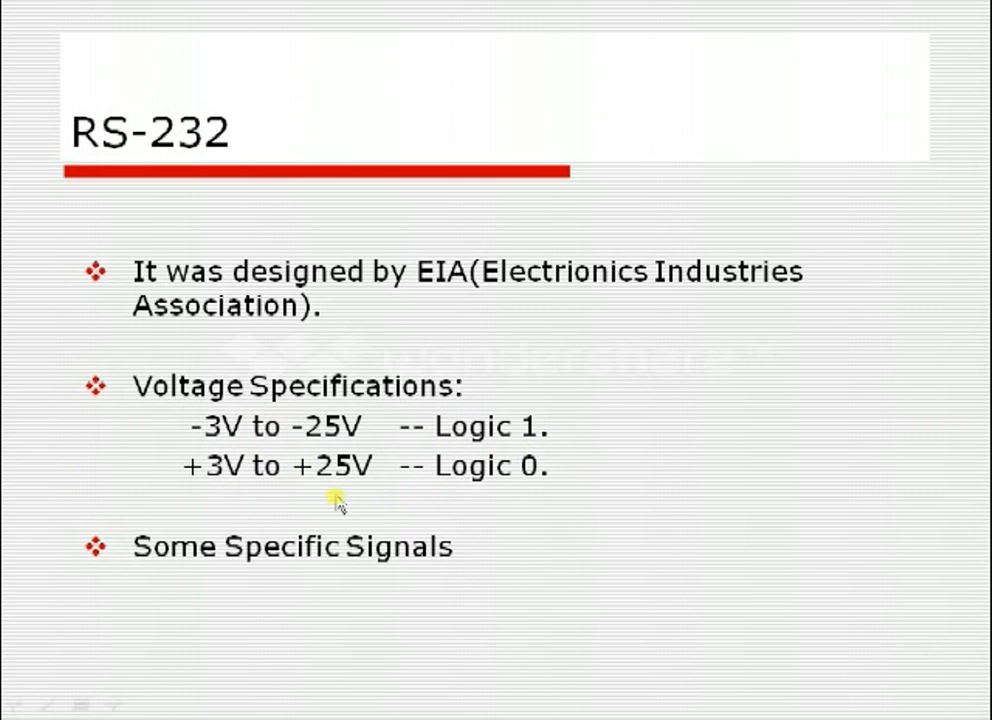 RS-232
It was designed by EIA(Electrionics Industries
Association).
wondershare™
Voltage Specifications:
-3V to -25V -- Logic 1.
+3V to +25V -- Logic 0.
Some Specific Signals